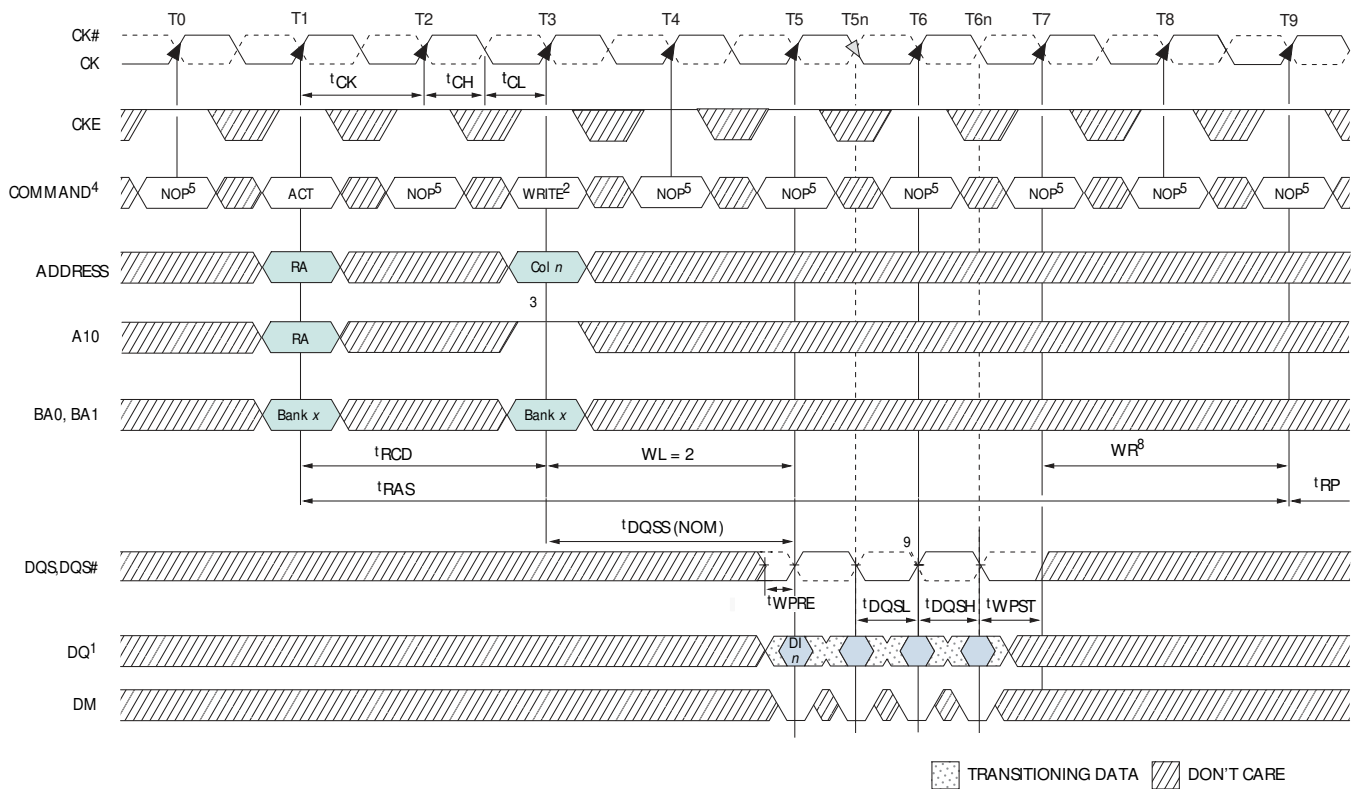 T0 T1 T2 T3 T4 T5 T5n T6 T6n T7 T8 T9
CK#
CK
tCK tCH tCL
CKE
COMMAND4 NOP5 ACT NOP5 WRITE2 NOP5 NOP5 NOP5 NOP5 NOP5 NOP5
ADDRESS RA Col n
3
A10 RA
BA0, BA1 Bank x Bank x
tRCD WL = 2 WR8
tRAS tRP
tDQSS (NOM)
9
DQS,DQS#
tWPRE tDQSL tDQSH tWPST
DQ1 DI n
DM
TRANSITIONING DATA DON'T CARE